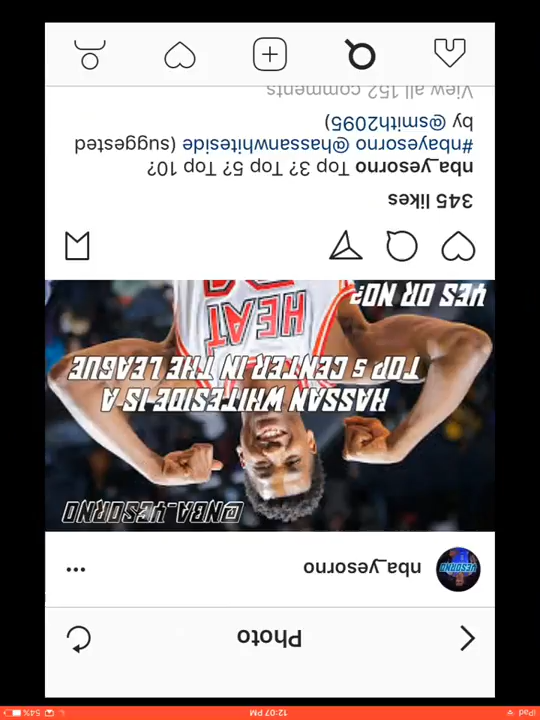 iPad
12:07 PM
54%
Photo
nba_yesorno
@NBA_YESORNO
HASSAN WHITESIDE IS A
TOP 5 CENTER IN THE LEAGUE
HEAT
YES OR NO?
345 likes
nba_yesorno Top 3? Top 5? Top 10?
#nbayesorno @hassanwhiteside (suggested
by @smith2095)
View all 152 comments